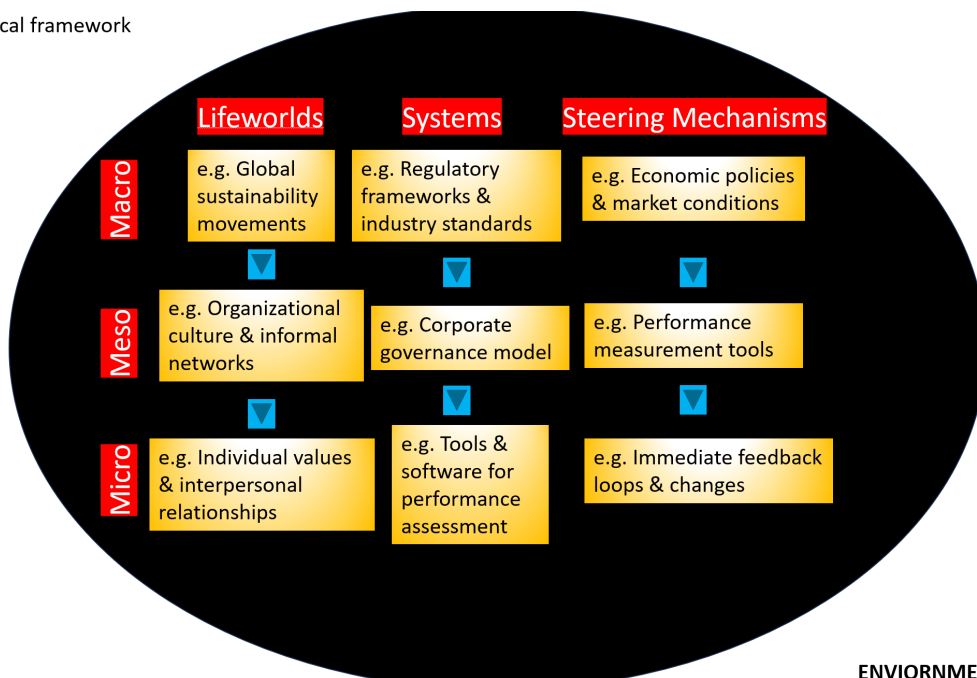 cal framework
Lifeworlds
Systems
Steering Mechanisms
Macro
e.g. Global
sustainability
movements
e.g. Regulatory
frameworks &
industry standards
e.g. Economic policies
& market conditions
Meso
e.g. Organizational
culture & informal
networks
e.g. Corporate
governance model
e.g. Performance
measurement tools
Micro
e.g. Individual values
& interpersonal
relationships
e.g. Tools &
software for
performance
assessment
e.g. Immediate feedback
loops & changes
ENVIORNME